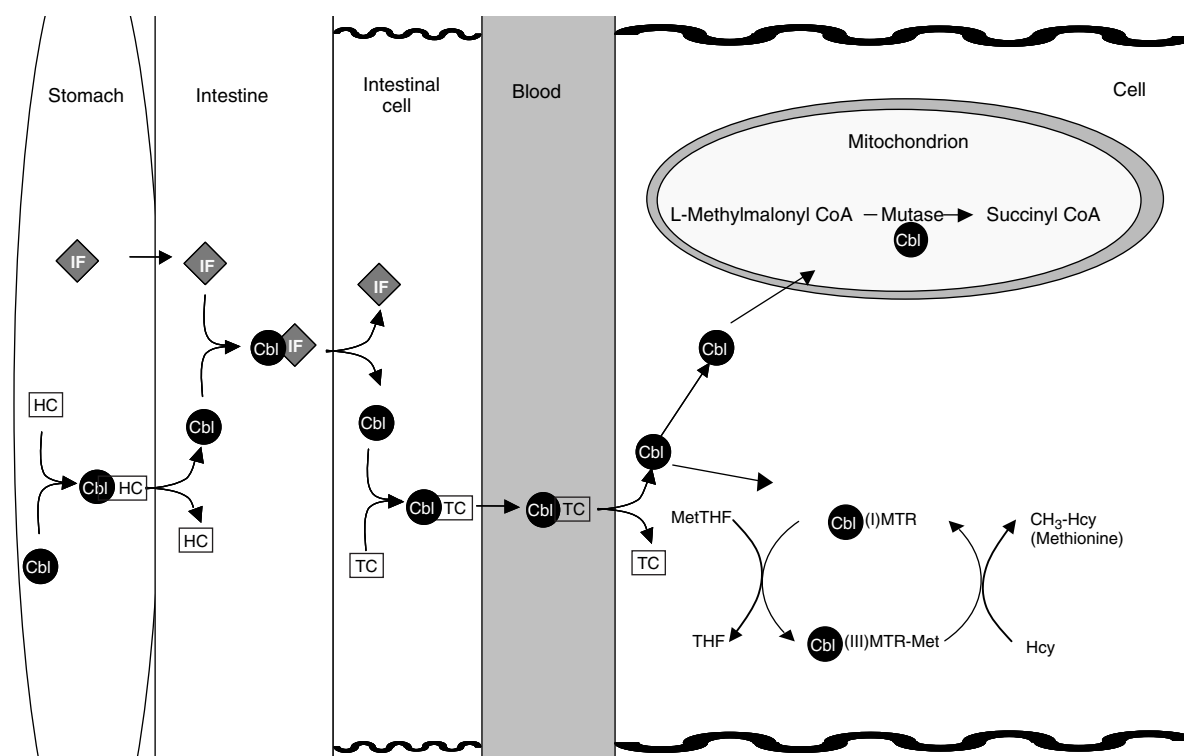 Stomach
Intestine
Intestinal
cell
Blood
Cell
Mitochondrion
L-Methylmalonyl CoA
Mutase
Succinyl CoA
Cbl
IF
IF
IF
Cbl IF
Cbl
HC
Cbl
Cbl
Cbl
Cbl HC
HC
Cbl
Cbl TC
TC
Cbl TC
TC
MetTHF
Cbl (I)MTR
CH3-Hcy
(Methionine)
THF
Cbl (III)MTR-Met
Hcy
Cbl